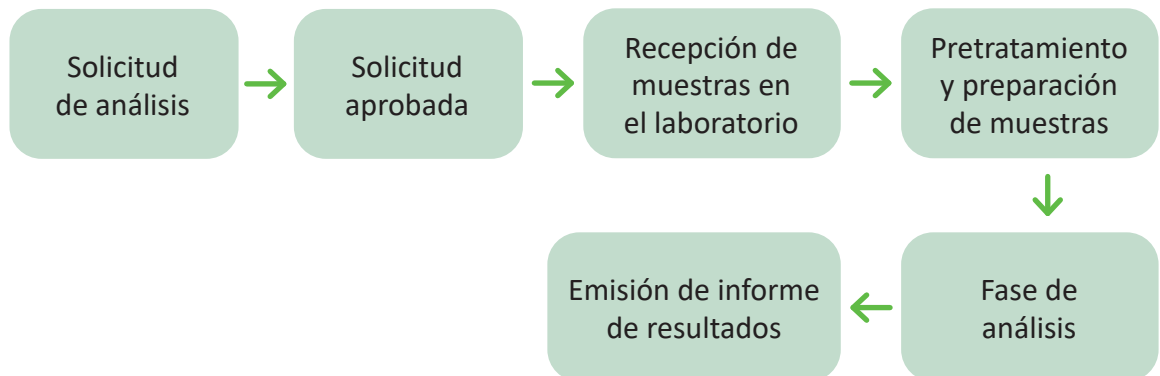 Solicitud
de análisis
Solicitud
aprobada
Recepción de
muestras en
el laboratorio
Pretratamiento
y preparación
de muestras
Fase de
análisis
Emisión de informe
de resultados